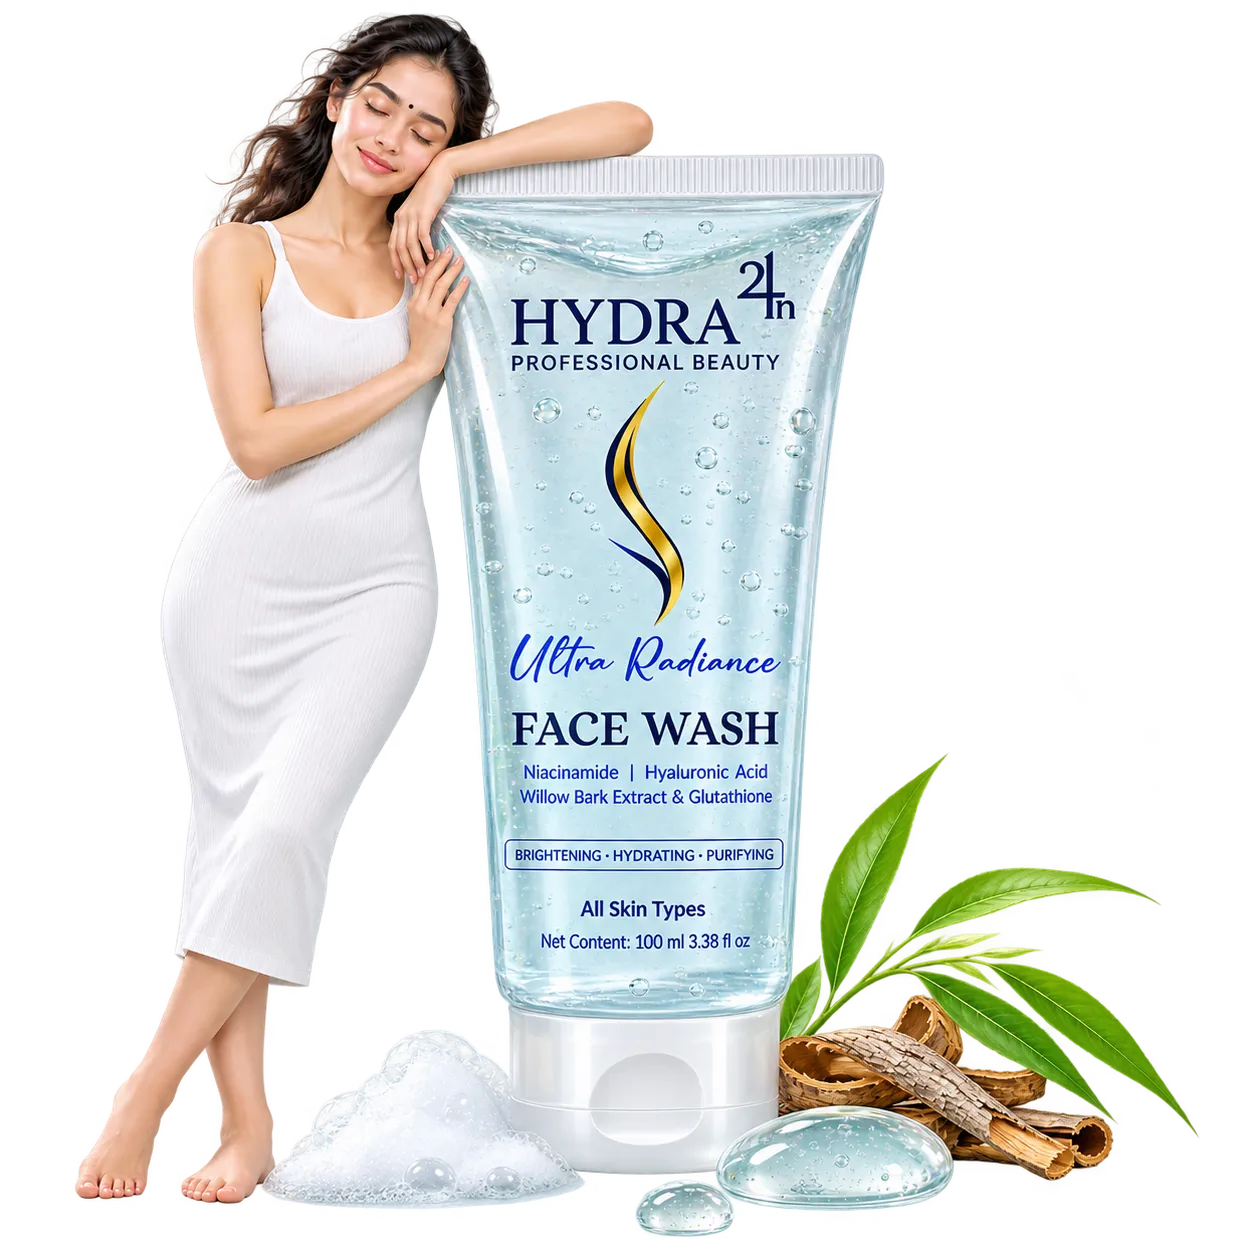 HYDRA 24h
PROFESSIONAL BEAUTY
Ultra Radiance
FACE WASH
Niacinamide | Hyaluronic Acid
Willow Bark Extract & Glutathione
BRIGHTENING · HYDRATING · PURIFYING
All Skin Types
Net Content: 100 ml 3.38 fl oz